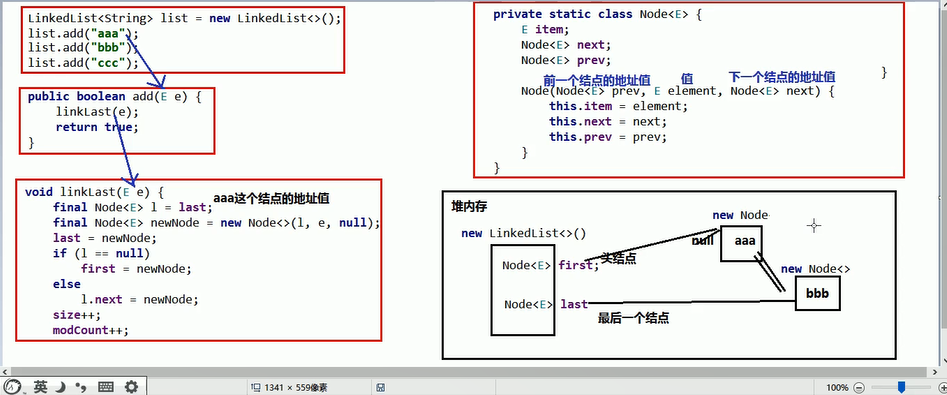 LinkedList<String> list = new LinkedList<>();
list.add("aaa");
list.add("bbb");
list.add("ccc");
public boolean add(E e) {
linkLast(e);
return true;
}
void linkLast(E e) {
aaa这个结点的地址值
final Node<E> l = last;
final Node<E> newNode = new Node<>(l, e, null);
last = newNode;
if (l == null)
first = newNode;
else
l.next = newNode;
size++;
modCount++;
private static class Node<E> {
E item;
Node<E> next;
Node<E> prev;
}
前一个结点的地址值 值 下一个结点的地址值
Node(Node<E> prev, E element, Node<E> next) {
this.item = element;
this.next = next;
this.prev = prev;
}
}
堆内存
new LinkedList<>()
Node<E> first;
头结点
Node<E> last
最后一个结点
new Node
null aaa
new Node<>
bbb
英
1341 × 559像素
100%